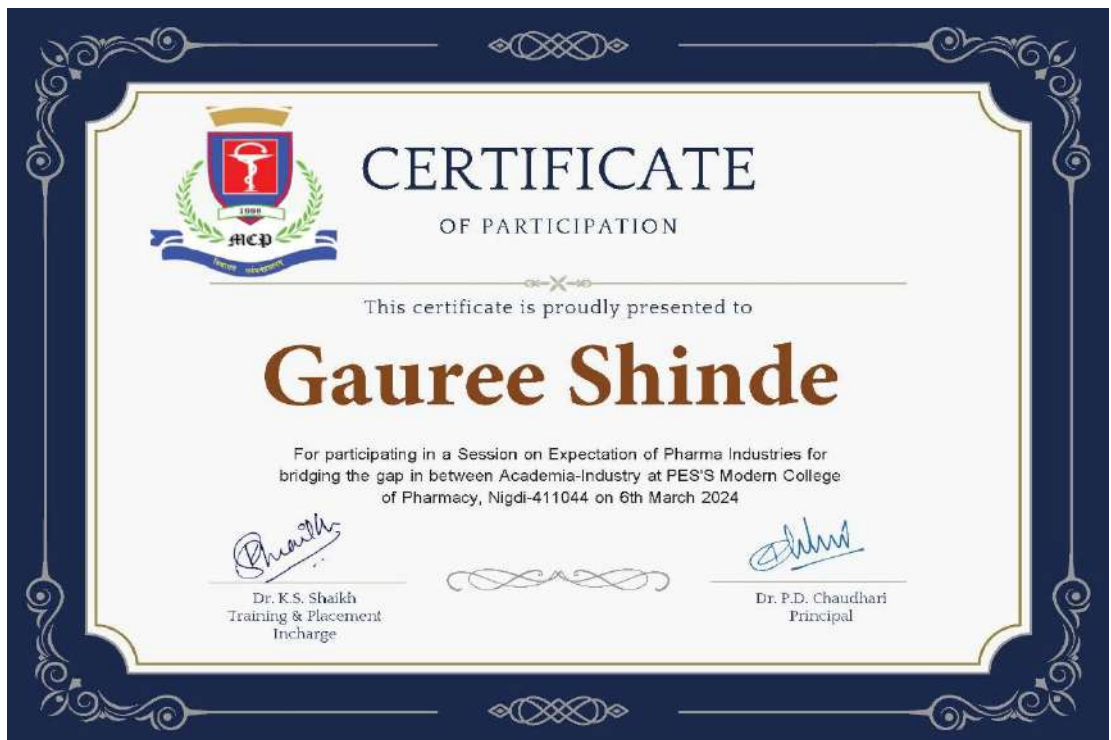 CERTIFICATE
OF PARTICIPATION
MCP
This certificate is proudly presented to
Gauree Shinde
For participating in a Session on Expectation of Pharma Industries for
bridging the gap in between Academia-Industry at PES'S Modern College
of Pharmacy, Nigdi-411044 on 6th March 2024
Dr. K.S. Shaikh
Training & Placement
Incharge
Dr. P.D. Chaudhari
Principal